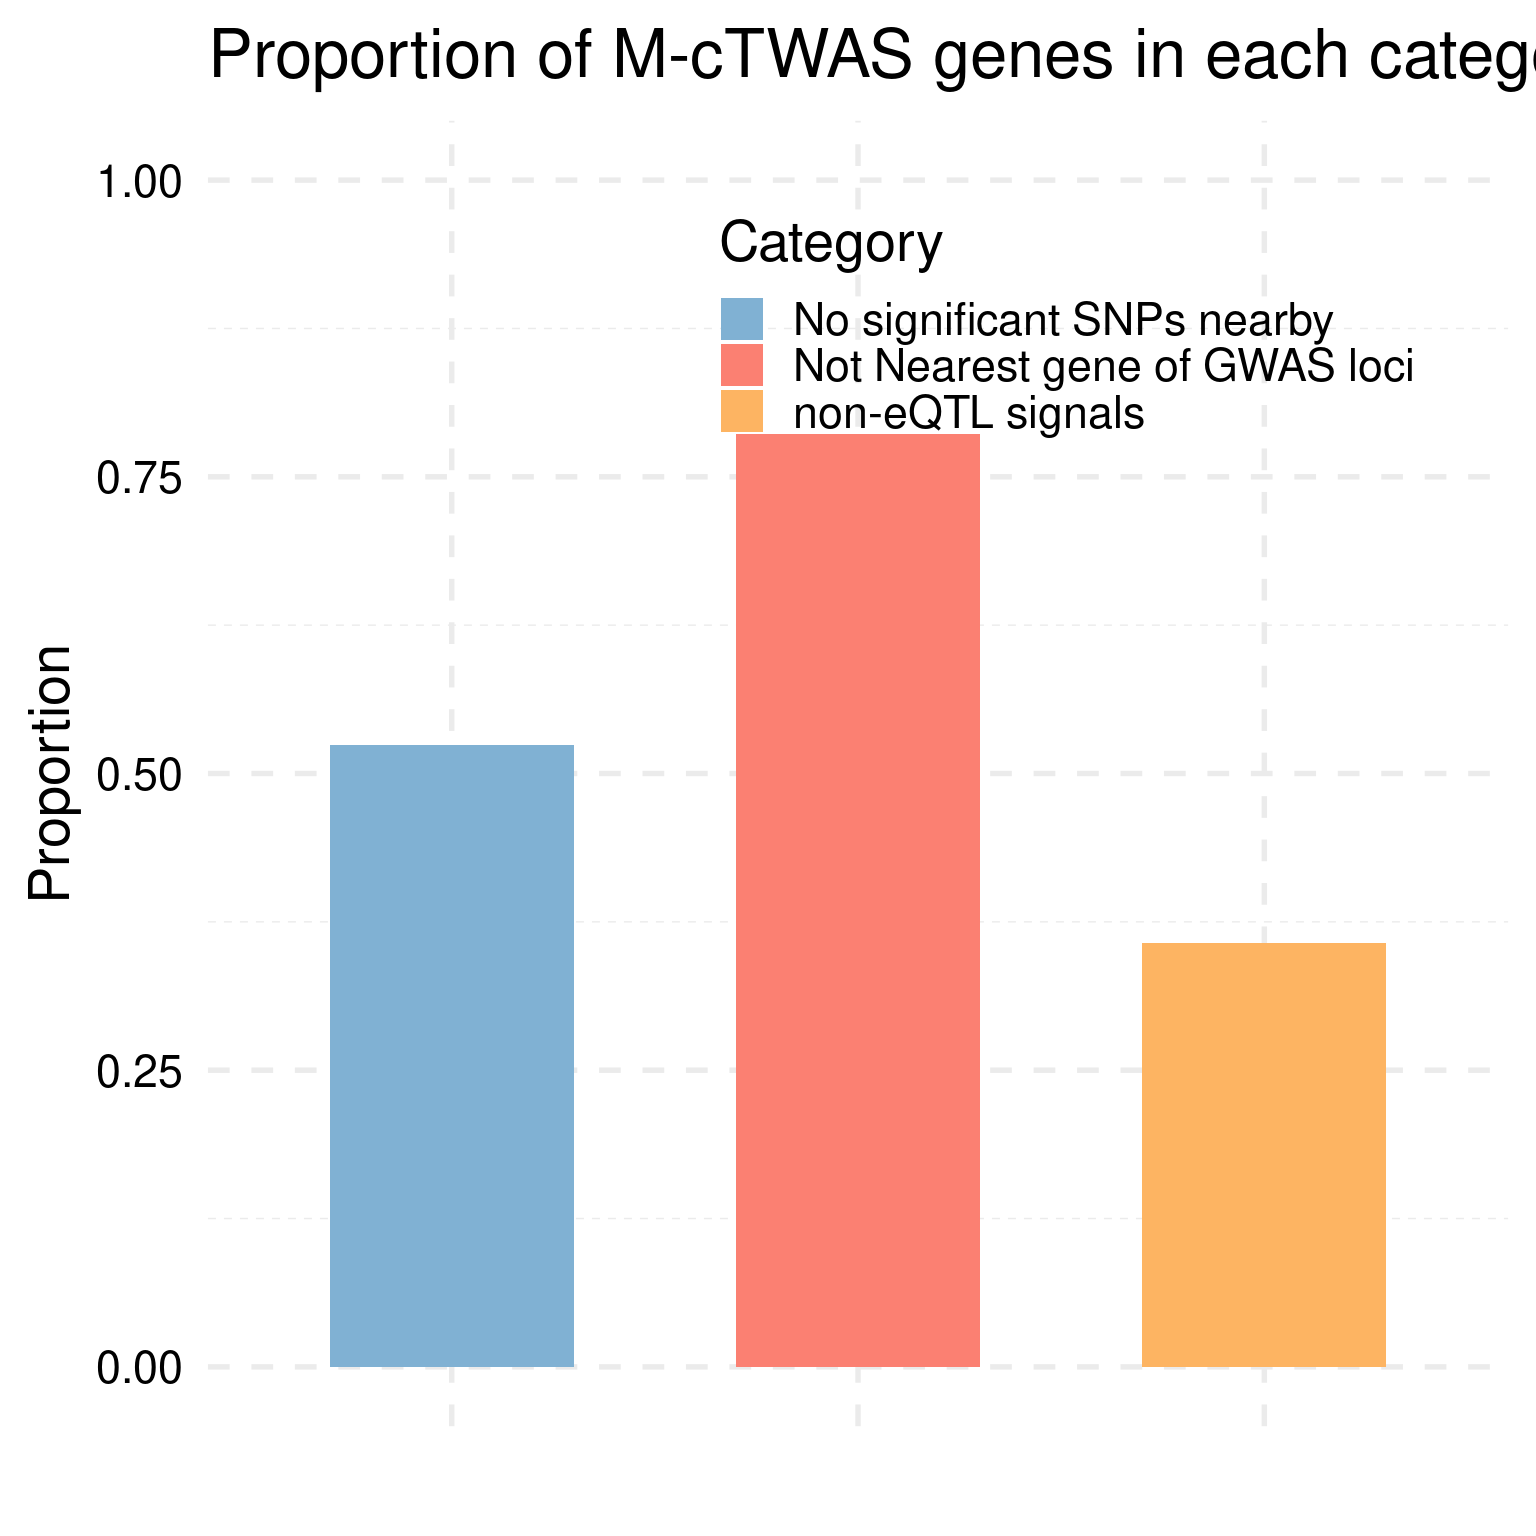 Proportion of M-cTWAS genes in each catego
1.00
Category
No significant SNPs nearby
Not Nearest gene of GWAS loci
non-eQTL signals
0.75
Proportion
0.50
0.25
0.00